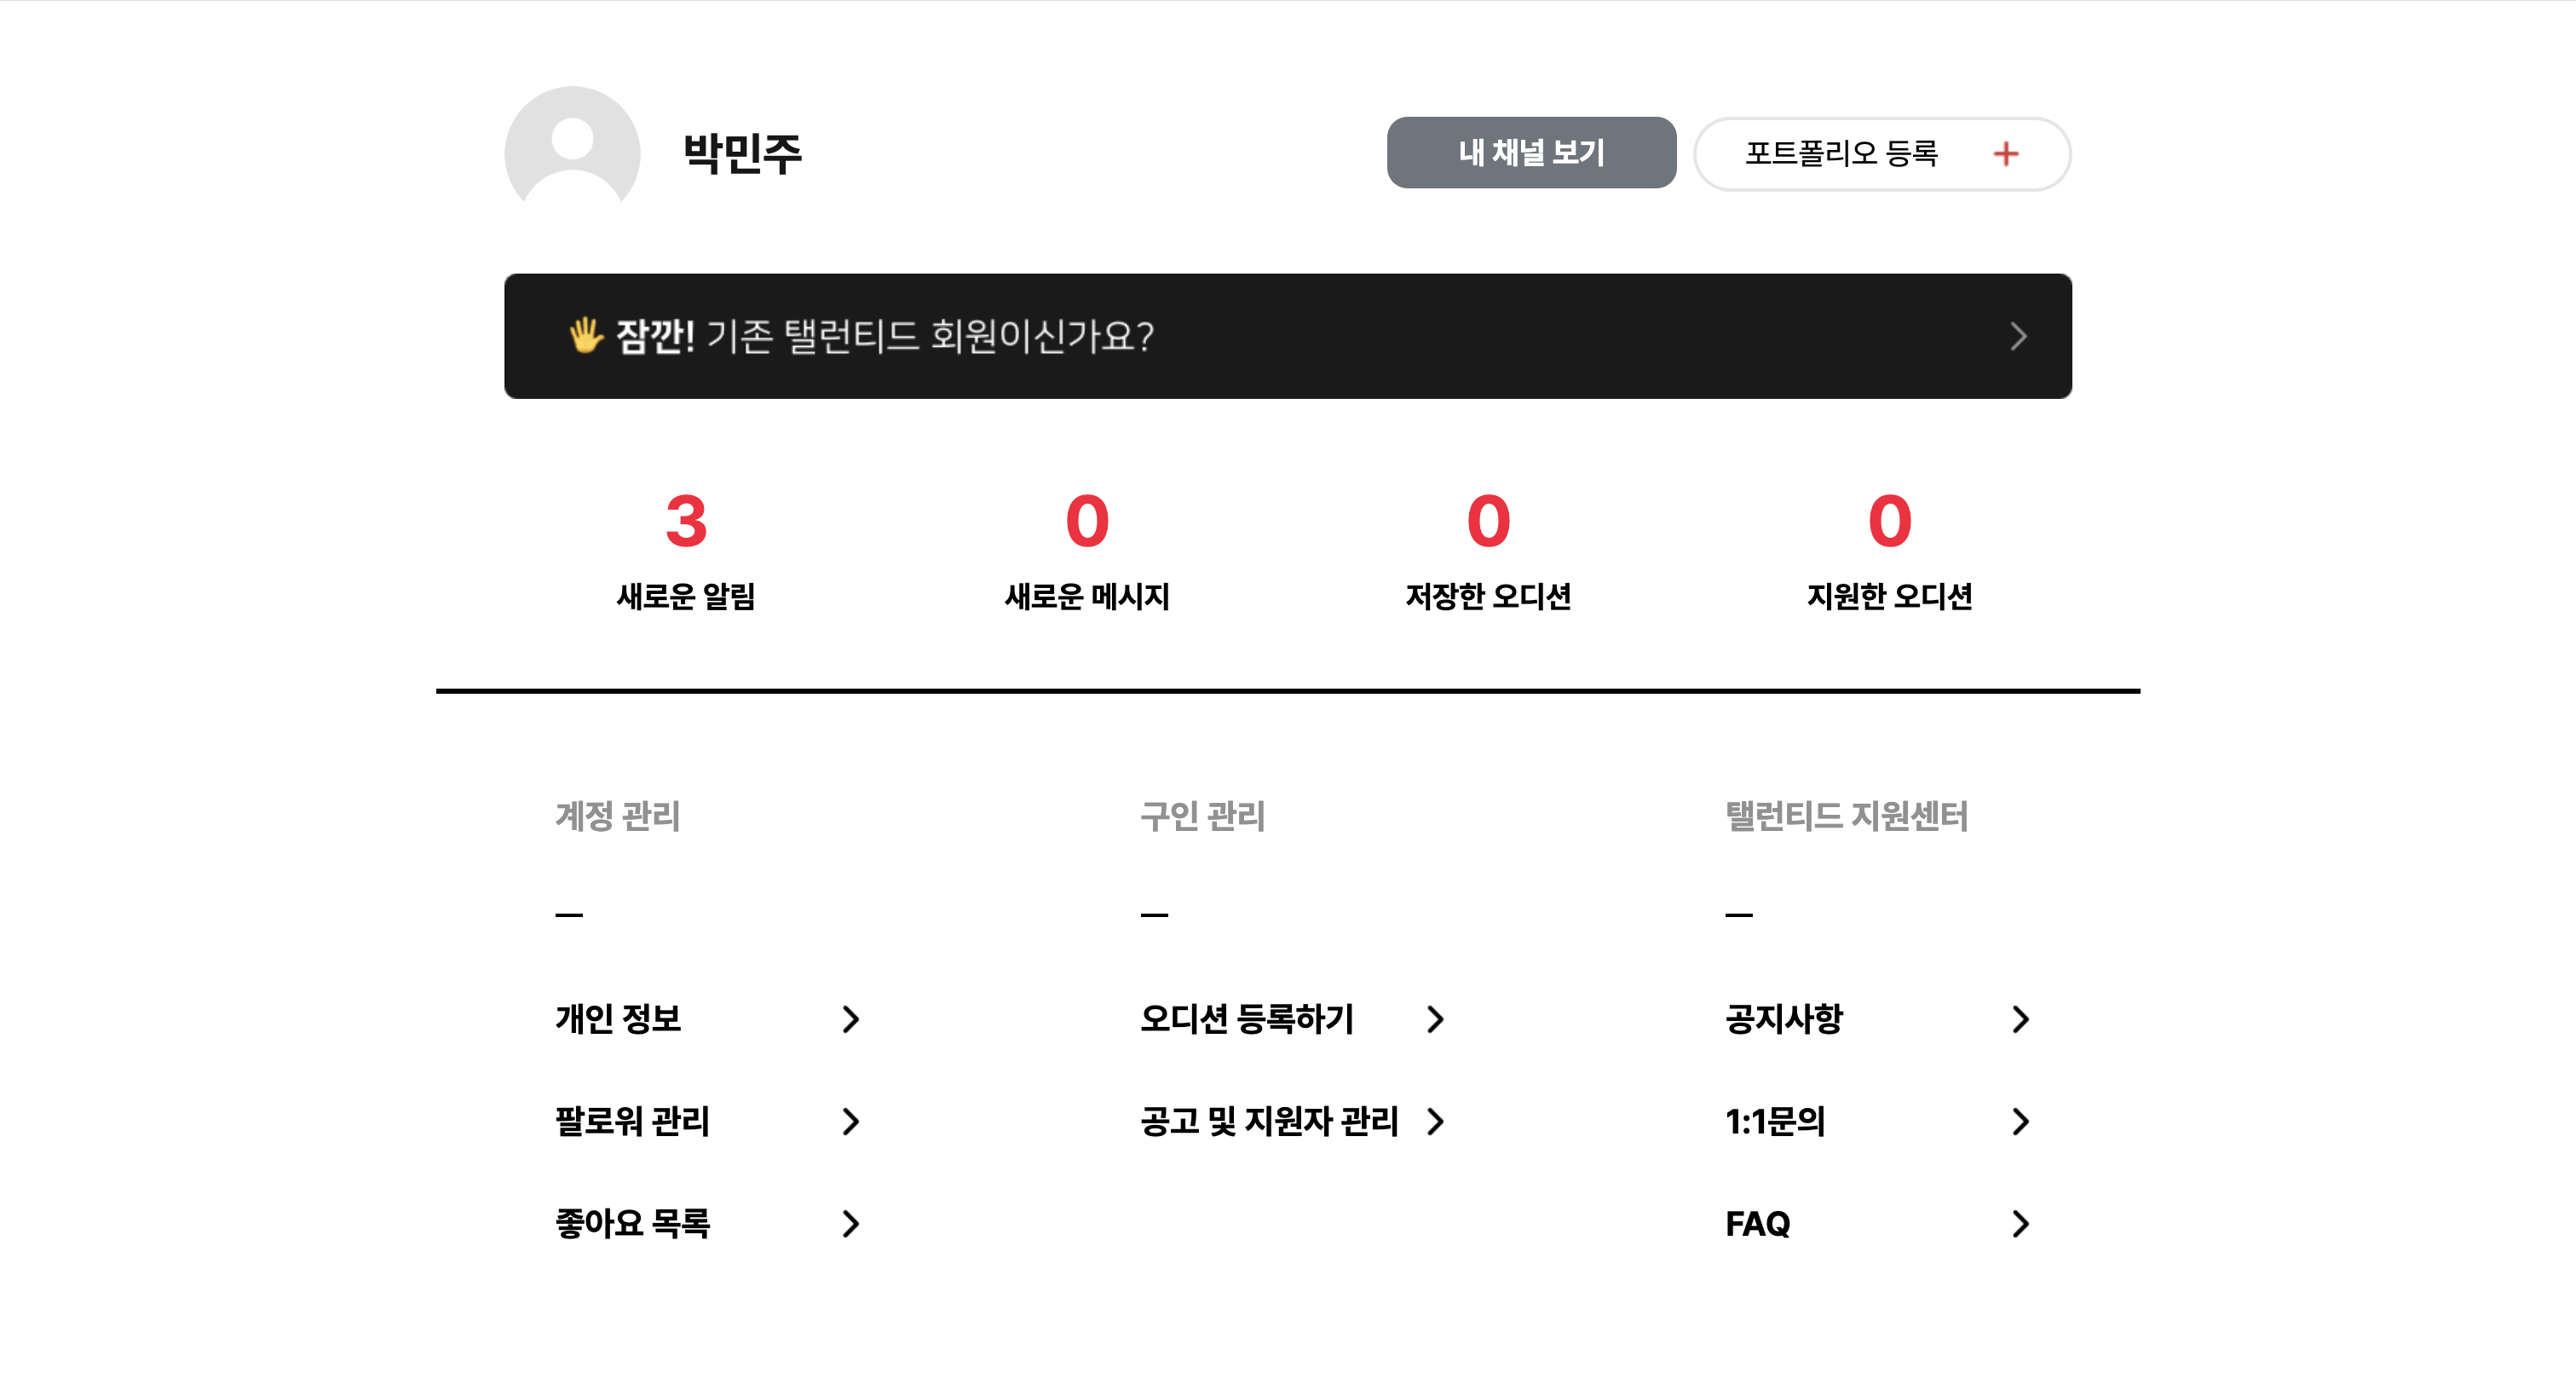 박민주
내 채널 보기
포트폴리오 등록 +
🖐 잠깐! 기존 탤런티드 회원이신가요?
3
새로운 알림
0
새로운 메시지
0
저장한 오디션
0
지원한 오디션
계정 관리
개인 정보
팔로워 관리
좋아요 목록
구인 관리
오디션 등록하기
공고 및 지원자 관리
탤런티드 지원센터
공지사항
1:1문의
FAQ